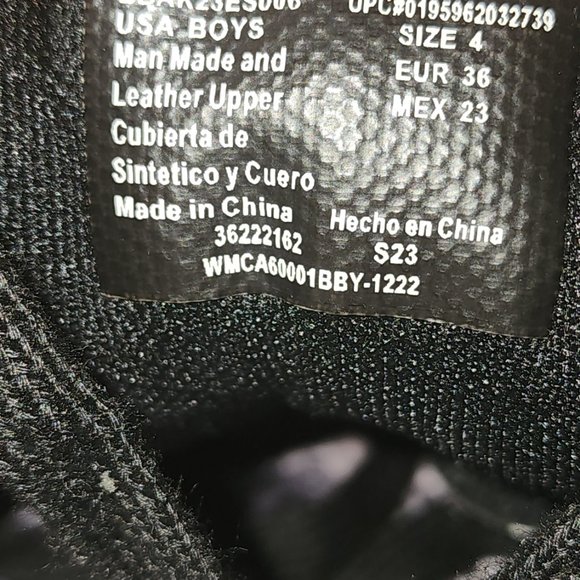 UPC#0195962032739
USA-BOYS SIZE 4
Man Made and EUR 36
Leather Upper MEX 23
Cubierta de
Sintetico y Cuero
Made in China Hecho en China
36222162 S23
WMCA60001BBY-1222